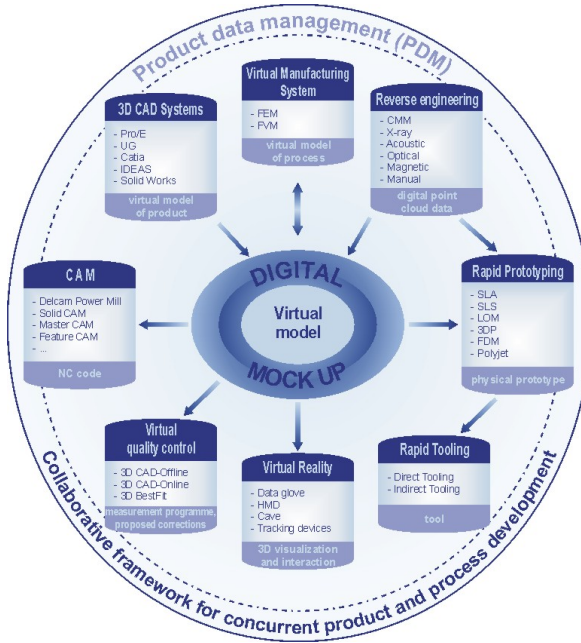 Product data management (PDM)
Virtual Manufacturing
System
- FEM
- FVM
virtual model
of process
3D CAD Systems
- Pro/E
- UG
- Catia
- IDEAS
- Solid Works
virtual model
of product
Reverse engineering
- CMM
- X-ray
- Acoustic
- Optical
- Magnetic
- Manual
digital point
cloud data
DIGITAL
Virtual
model
MOCK UP
CAM
- Delcam Power Mill
- Solid CAM
- Master CAM
- Feature CAM
- ...
NC code
Rapid Prototyping
- SLA
- SLS
- LOM
- 3DP
- FDM
- Polyjet
physical prototype
Virtual
quality control
- 3D CAD-Offline
- 3D CAD-Online
- 3D BestFit
measurement programme,
proposed corrections
Virtual Reality
- Data glove
- HMD
- Cave
- Tracking devices
3D visualization
and interaction
Rapid Tooling
- Direct Tooling
- Indirect Tooling
tool
Collaborative framework for concurrent product and process development